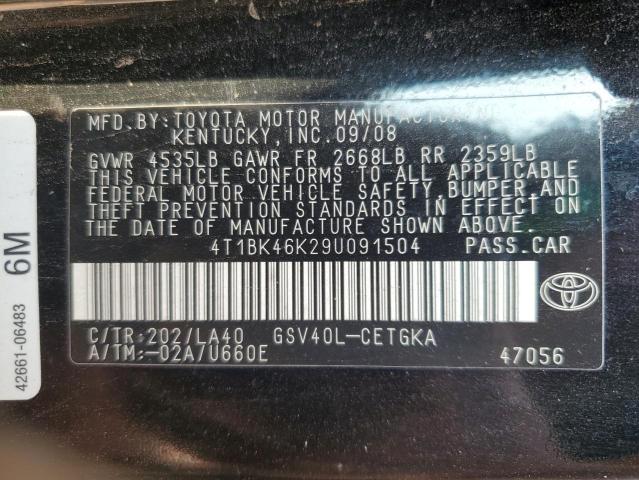 MFD. BY: TOYOTA MOTOR MANUFACTURING
KENTUCKY, INC. 09/08
GVWR 4535LB GAWR FR 2668LB RR 2359LB
THIS VEHICLE CONFORMS TO ALL APPLICABLE
FEDERAL MOTOR VEHICLE SAFETY, BUMPER, AND
THEFT PREVENTION STANDARDS IN EFFECT ON
THE DATE OF MANUFACTURE SHOWN ABOVE.
4T1BK46K29U091504 PASS.CAR
C/TR:202/LA40 GSV40L-CETGKA
A/TM:-02A/U660E 47056
42661-06483 6M